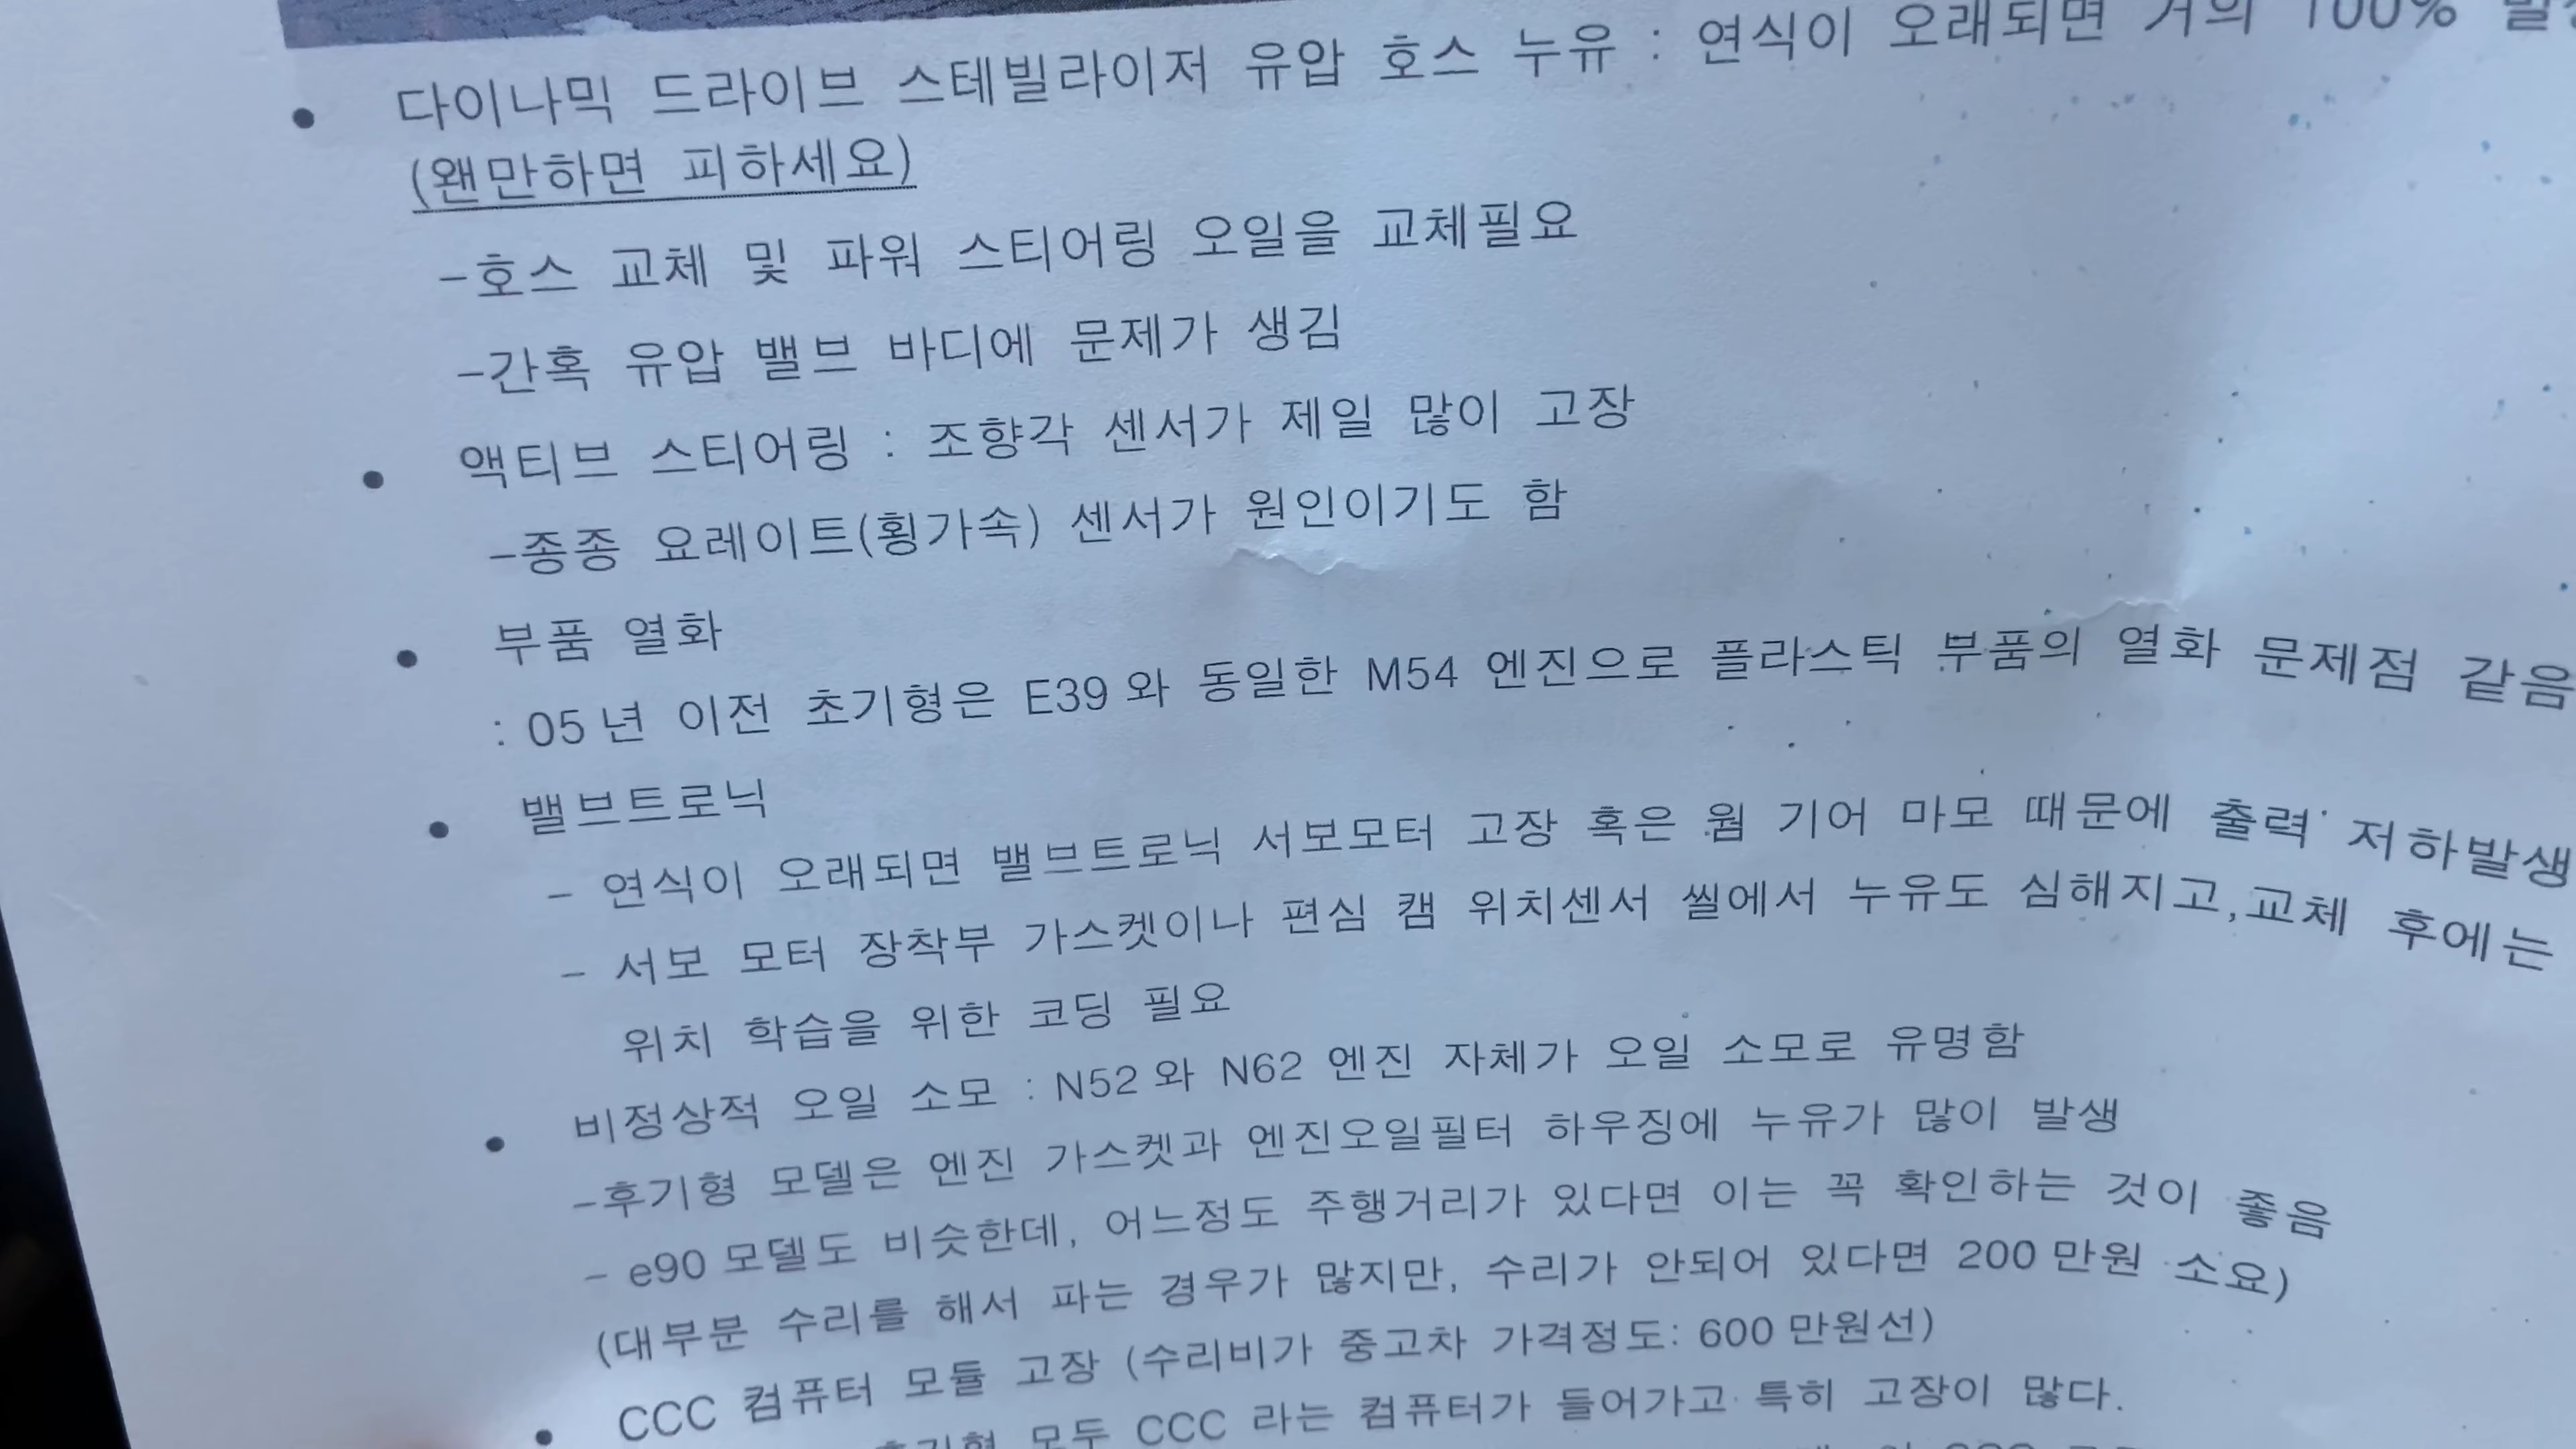 • 다이나믹 드라이브 스테빌라이저 유압 호스 누유 : 연식이 오래되면 거의 100%
(왠만하면 피하세요)
-호스 교체 및 파워 스티어링 오일을 교체필요
-간혹 유압 밸브 바디에 문제가 생김
• 액티브 스티어링 : 조향각 센서가 제일 많이 고장
-종종 요레이트(횡가속) 센서가 원인이기도 함
• 부품 열화
: 05년 이전 초기형은 E39와 동일한 M54 엔진으로 플라스틱 부품의 열화 문제점 같음
• 밸브트로닉
- 연식이 오래되면 밸브트로닉 서보모터 고장 혹은 웜 기어 마모 때문에 출력 저하발생
- 서보 모터 장착부 가스켓이나 편심 캠 위치센서 씰에서 누유도 심해지고,교체 후에는
위치 학습을 위한 코딩 필요
• 비정상적 오일 소모 : N52와 N62 엔진 자체가 오일 소모로 유명함
-후기형 모델은 엔진 가스켓과 엔진오일필터 하우징에 누유가 많이 발생
- e90모델도 비슷한데, 어느정도 주행거리가 있다면 이는 꼭 확인하는 것이 좋음
(대부분 수리를 해서 파는 경우가 많지만, 수리가 안되어 있다면 200만원 소요)
• CCC 컴퓨터 모듈 고장 (수리비가 중고차 가격정도: 600만원선)
모두 CCC 라는 컴퓨터가 들어가고 특히 고장이 많다.